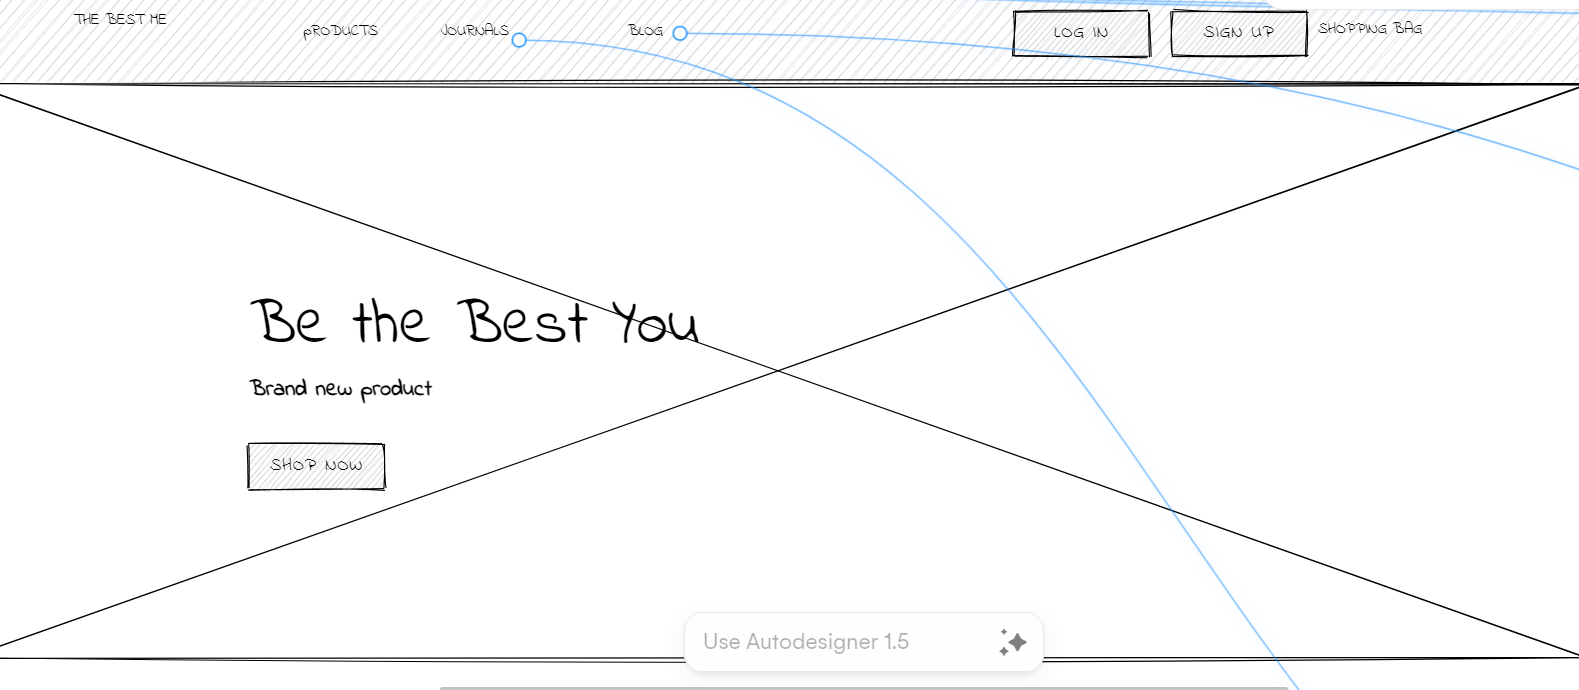 THE BEST ME
pRODUCTS
JOURNALS
BLOG
LOG IN
SIGN UP
SHOPPING BAG
Be the Best You
Brand new product
SHOP NOW
Use Autodesigner 1.5